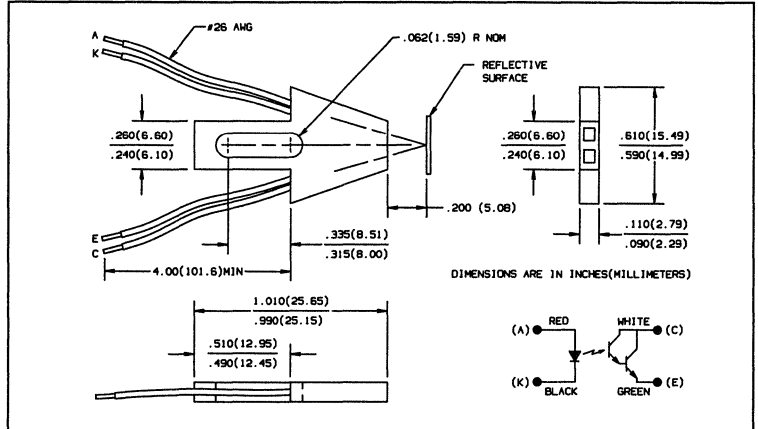 #26 AWG
A
K
.062(1.59) R NOM
REFLECTIVE
SURFACE
.260(6.60)
.240(6.10)
.260(6.60)
.240(6.10)
.610(15.49)
.590(14.99)
.200 (5.08)
E
C
.335(8.51)
.315(8.00)
.110(2.79)
.090(2.29)
4.00(101.6)MIN
DIMENSIONS ARE IN INCHES(MILLIMETERS)
1.010(25.65)
.990(25.15)
.510(12.95)
.490(12.45)
RED
WHITE
(A)
(C)
(K)
(E)
BLACK
GREEN